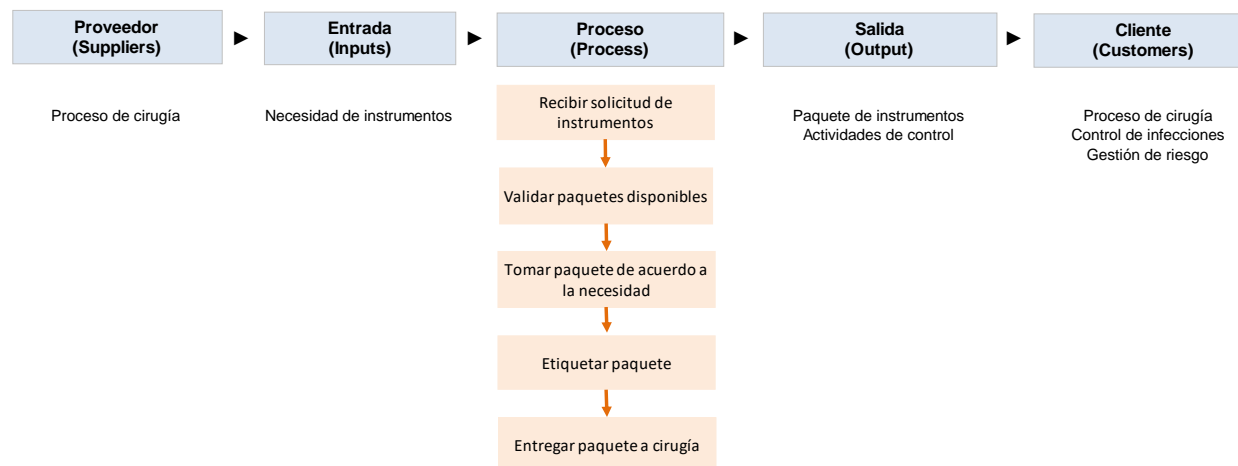 Proveedor
(Suppliers)
Entrada
(Inputs)
Proceso
(Process)
Salida
(Output)
Cliente
(Customers)
Proceso de cirugía
Necesidad de instrumentos
Recibir solicitud de
instrumentos
Validar paquetes disponibles
Tomar paquete de acuerdo a
la necesidad
Etiquetar paquete
Entregar paquete a cirugía
Paquete de instrumentos
Actividades de control
Proceso de cirugía
Control de infecciones
Gestión de riesgo